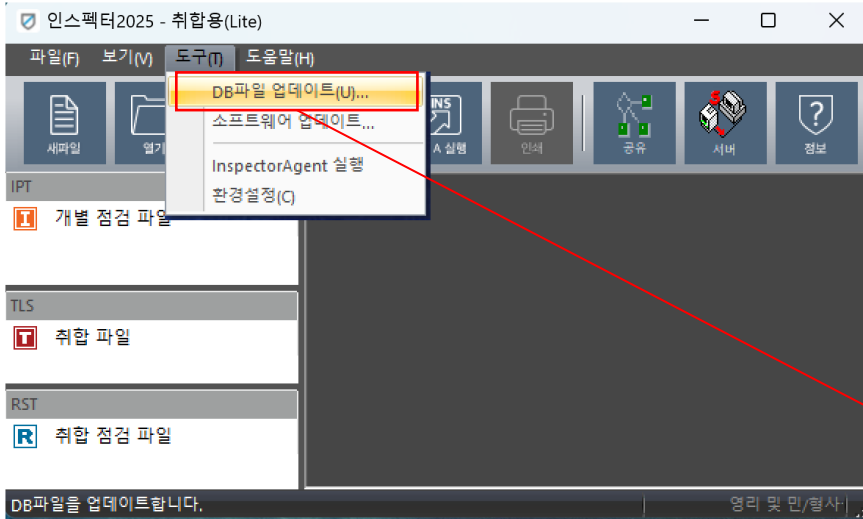 인스펙터2025 - 취합용(Lite)
파일(F) 보기(V) 도구(T) 도움말(H)
DB파일 업데이트(U)...
소프트웨어 업데이트...
InspectorAgent 실행
환경설정(C)
새파일 열기 INS A 실행 인쇄 공유 서버 정보
IPT
개별 점검 파일
TLS
취합 파일
RST
취합 점검 파일
DB파일을 업데이트합니다.
영리 및 민/형사